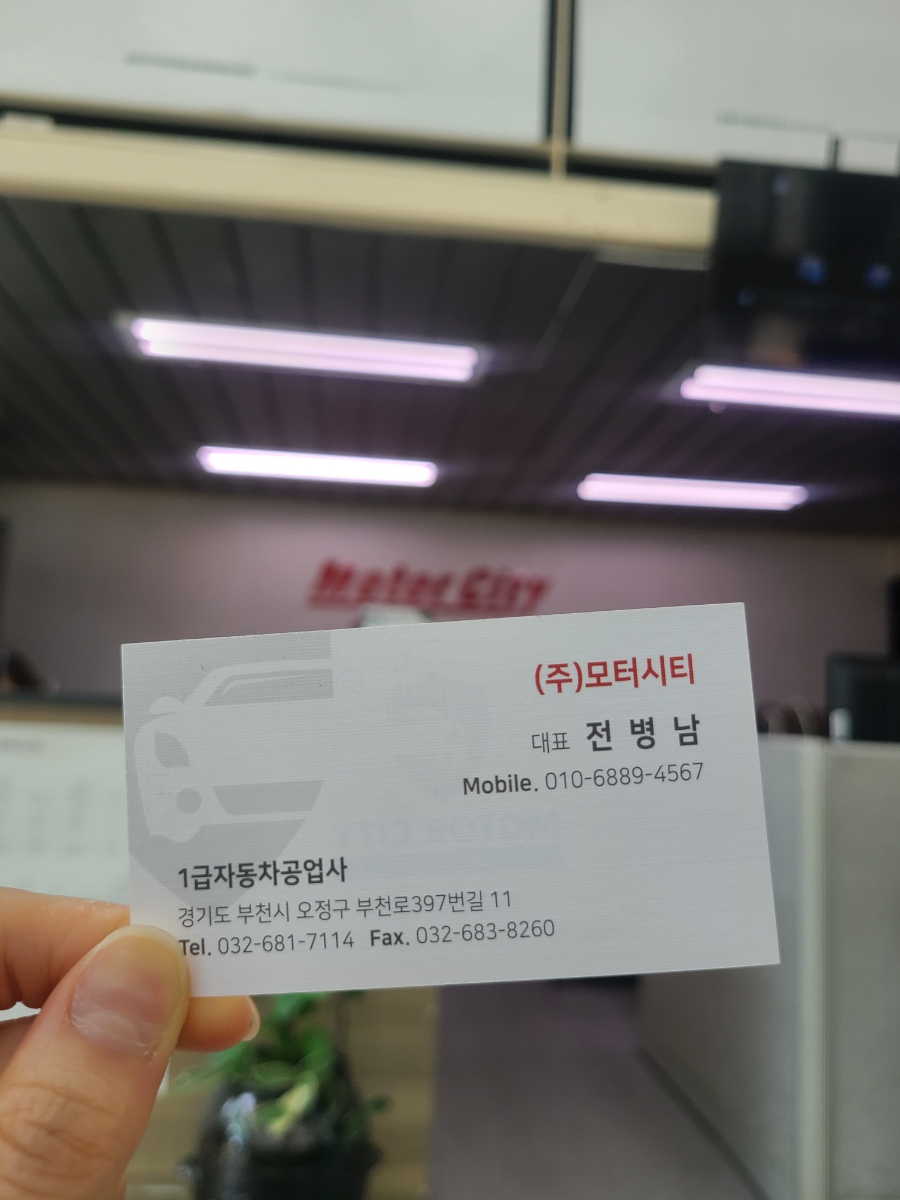 Motor City
(주)모터시티
대표 전 병 남
Mobile. 010-6889-4567
1급자동차공업사
경기도 부천시 오정구 부천로397번길 11
Tel. 032-681-7114 Fax. 032-683-8260